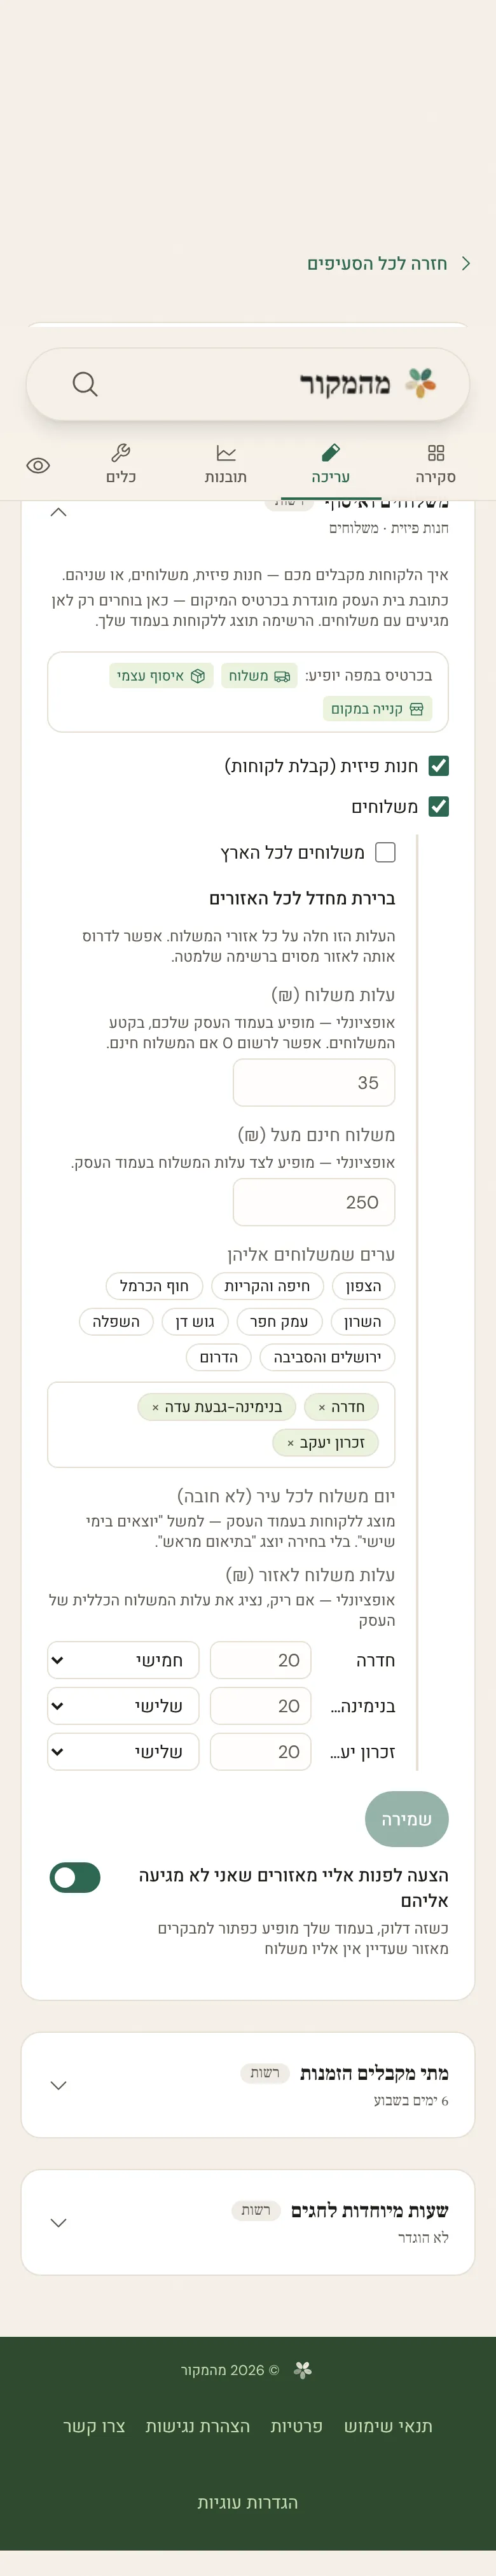 חזרה לכל הסעיפים
מהמקור
סקירה עריכה תובנות כלים
משלוחים ואיסוף רשות
חנות פיזית · משלוחים
איך הלקוחות מקבלים מכם — חנות פיזית, משלוחים, או שניהם.
כתובת בית העסק מוגדרת בכרטיס המיקום — כאן בוחרים רק לאן
מגיעים עם משלוחים. הרשימה תוצג ללקוחות בעמוד שלך.
בכרטיס במפה יופיע: משלוח איסוף עצמי
קנייה במקום
חנות פיזית (קבלת לקוחות)
משלוחים
משלוחים לכל הארץ
ברירת מחדל לכל האזורים
העלות הזו חלה על כל אזורי המשלוח. אפשר לדרוס
אותה לאזור מסוים ברשימה שלמטה.
עלות משלוח (₪)
אופציונלי — מופיע בעמוד העסק שלכם, בקטע
המשלוחים. אפשר לרשום 0 אם המשלוח חינם.
35
משלוח חינם מעל (₪)
אופציונלי — מופיע לצד עלות המשלוח בעמוד העסק.
250
ערים שמשלוחים אליהן
הצפון חיפה והקריות חוף הכרמל
השרון עמק חפר גוש דן השפלה
ירושלים והסביבה הדרום
חדרה × בנימינה-גבעת עדה ×
זכרון יעקב ×
יום משלוח לכל עיר (לא חובה)
מוצג ללקוחות בעמוד העסק — למשל "יוצאים בימי
שישי". בלי בחירה יוצג "בתיאום מראש".
עלות משלוח לאזור (₪)
אופציונלי — אם ריק, נציג את עלות המשלוח הכללית של
העסק
חדרה 20 חמישי
בנימינה... 20 שלישי
זכרון יע... 20 שלישי
שמירה
הצעה לפנות אליי מאזורים שאני לא מגיעה
אליהם
כשזה דלוק, בעמוד שלך מופיע כפתור למבקרים
מאזור שעדיין אין אליו משלוח
מתי מקבלים הזמנות רשות
6 ימים בשבוע
שעות מיוחדות לחגים רשות
לא הוגדר
© 2026 מהמקור
תנאי שימוש פרטיות הצהרת נגישות צרו קשר
הגדרות עוגיות